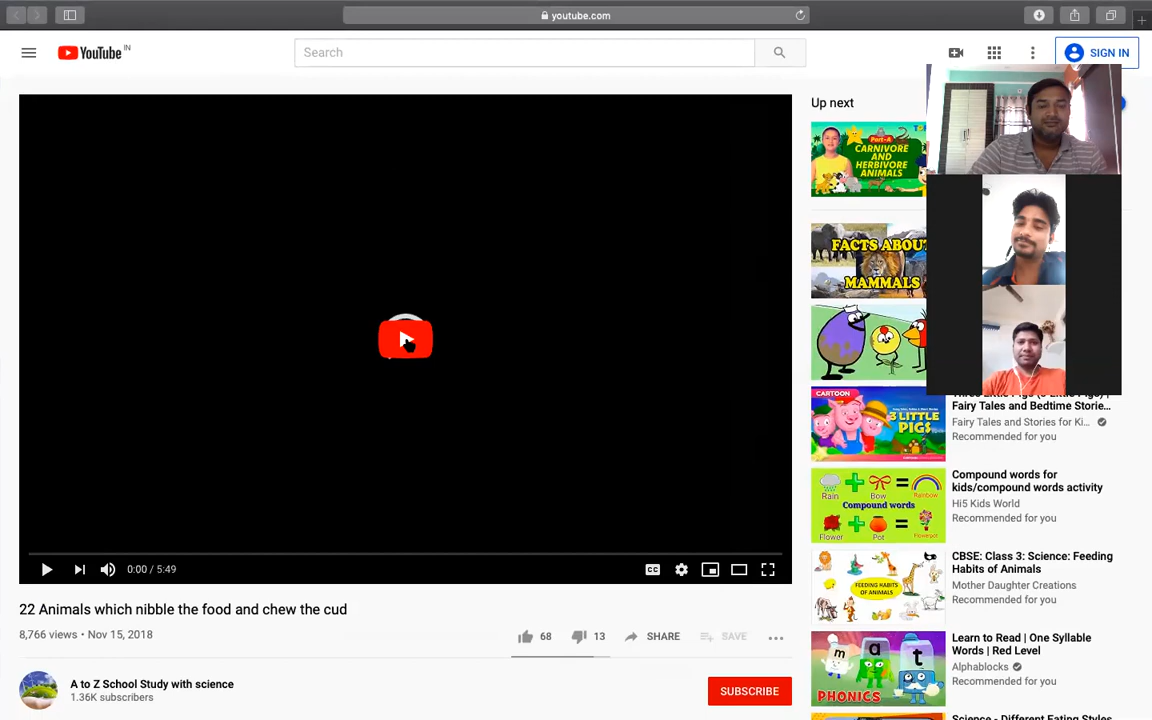 youtube.com
YouTube IN
Search
SIGN IN
Up next
Part-A
CARNIVORE
AND
HERBIVORE
ANIMALS
FACTS ABOU
MAMMALS
CARTOON
3 LITTLE
PIGS
Fairy Tales and Bedtime Storie...
Fairy Tales and Stories for Ki...
Recommended for you
Rain
Bow
Rainbow
Compound words
Flower
Pot
Flowerpot
Compound words for
kids/compound words activity
Hi5 Kids World
Recommended for you
FEEDING HABITS
OF ANIMALS
CBSE: Class 3: Science: Feeding
Habits of Animals
Mother Daughter Creations
Recommended for you
m
a
t
PHONICS
Learn to Read | One Syllable
Words | Red Level
Alphablocks
Recommended for you
CC
0:00 / 5:49
22 Animals which nibble the food and chew the cud
8,766 views • Nov 15, 2018
68
13
SHARE
SAVE
A to Z School Study with science
1.36K subscribers
SUBSCRIBE